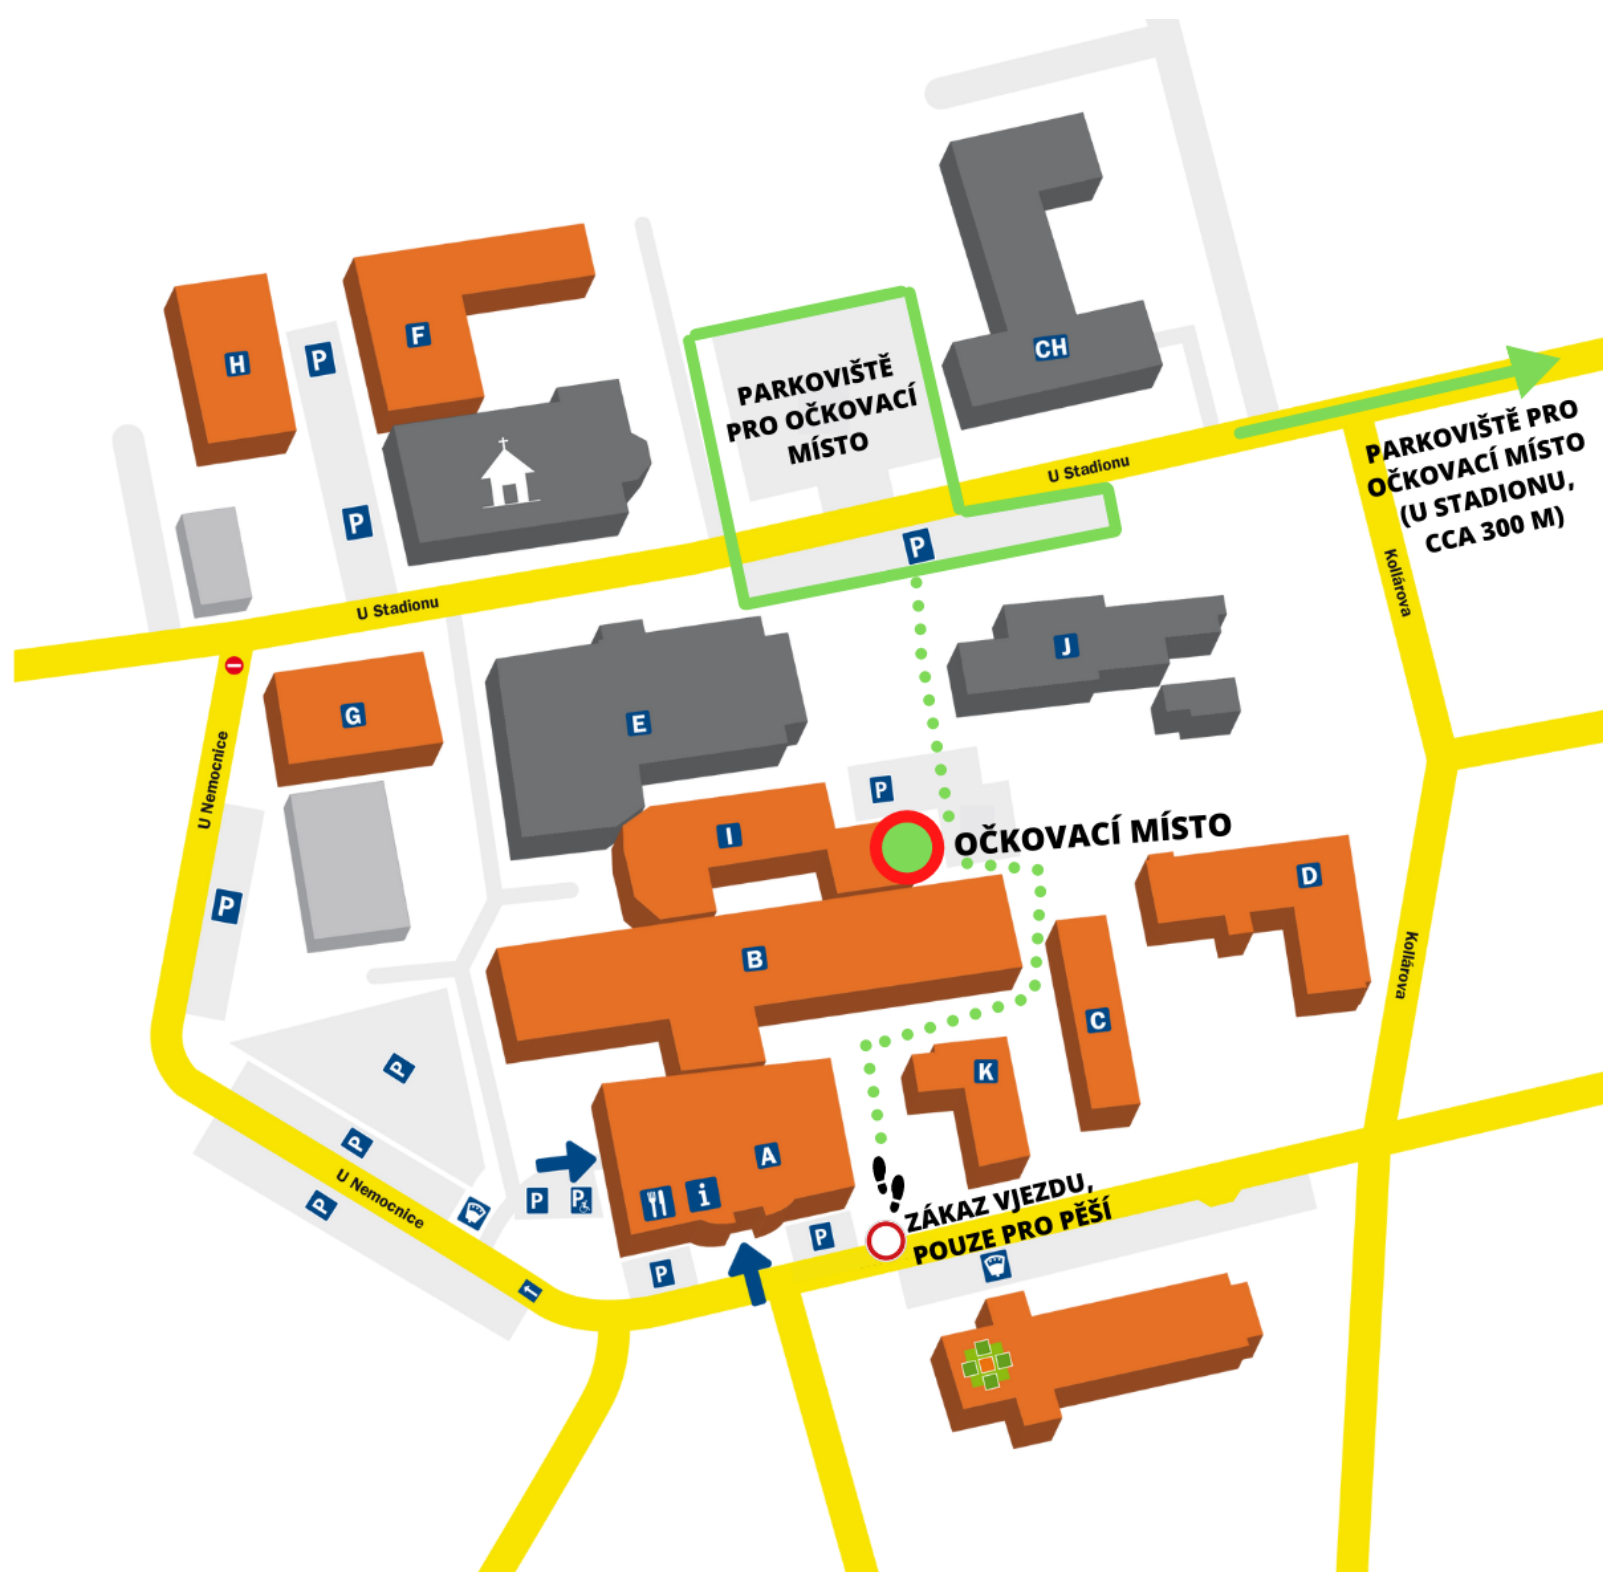 F
H
P
CH
PARKOVIŠTĚ
PRO OČKOVACÍ
MÍSTO
PARKOVIŠTĚ PRO
OČKOVACÍ MÍSTO
(U STADIONU,
CCA 300 M)
U Stadionu
P
P
Kollárova
U Stadionu
J
G
E
U Nemocnice
P
I
OČKOVACÍ MÍSTO
D
P
B
Kollárova
C
P
K
P
A
U Nemocnice
P
P
P
i
ZÁKAZ VJEZDU,
POUZE PRO PĚŠÍ
P
P